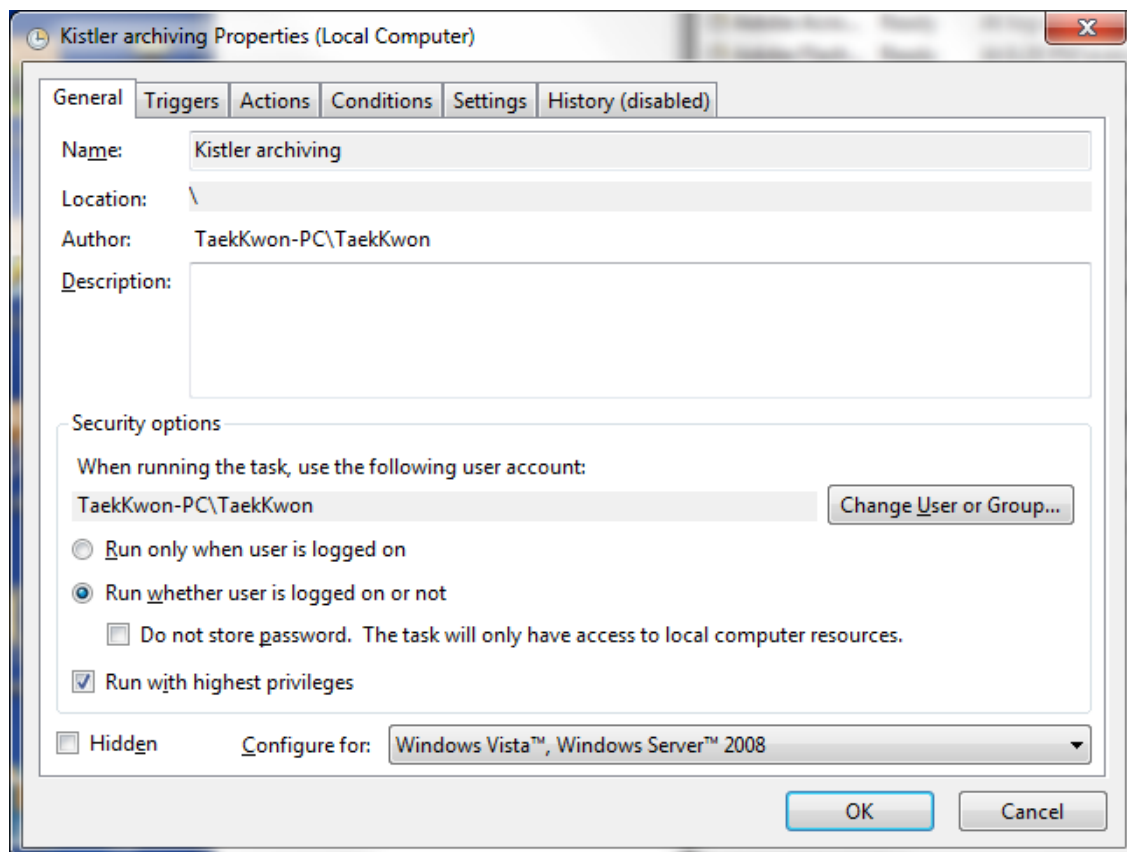 Kistler archiving Properties (Local Computer)
General Triggers Actions Conditions Settings History (disabled)
Name: Kistler archiving
Location: \
Author: TaekKwon-PC\TaekKwon
Description:
Security options
When running the task, use the following user account:
TaekKwon-PC\TaekKwon Change User or Group...
Run only when user is logged on
Run whether user is logged on or not
Do not store password. The task will only have access to local computer resources.
Run with highest privileges
Hidden Configure for: Windows Vista™, Windows Server™ 2008
OK Cancel